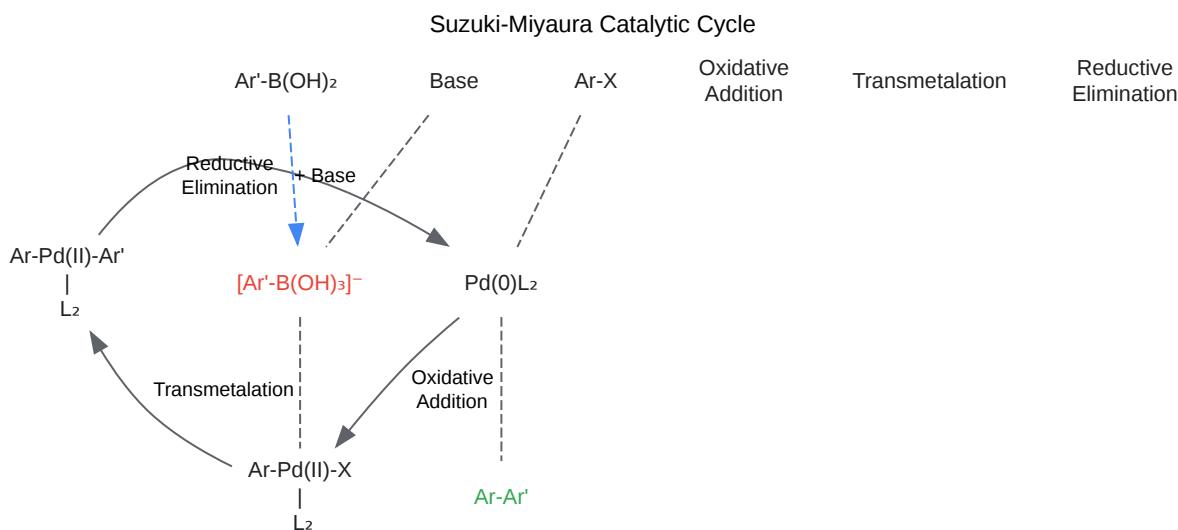 Suzuki-Miyaura Catalytic Cycle
Ar'-B(OH)₂
Base
Ar-X
Oxidative
Addition
Transmetalation
Reductive
Elimination
Reductive
Elimination
+ Base
Ar-Pd(II)-Ar'
|
L₂
[Ar'-B(OH)₃]⁻
Pd(0)L₂
Transmetalation
Oxidative
Addition
Ar-Pd(II)-X
|
L₂
Ar-Ar'